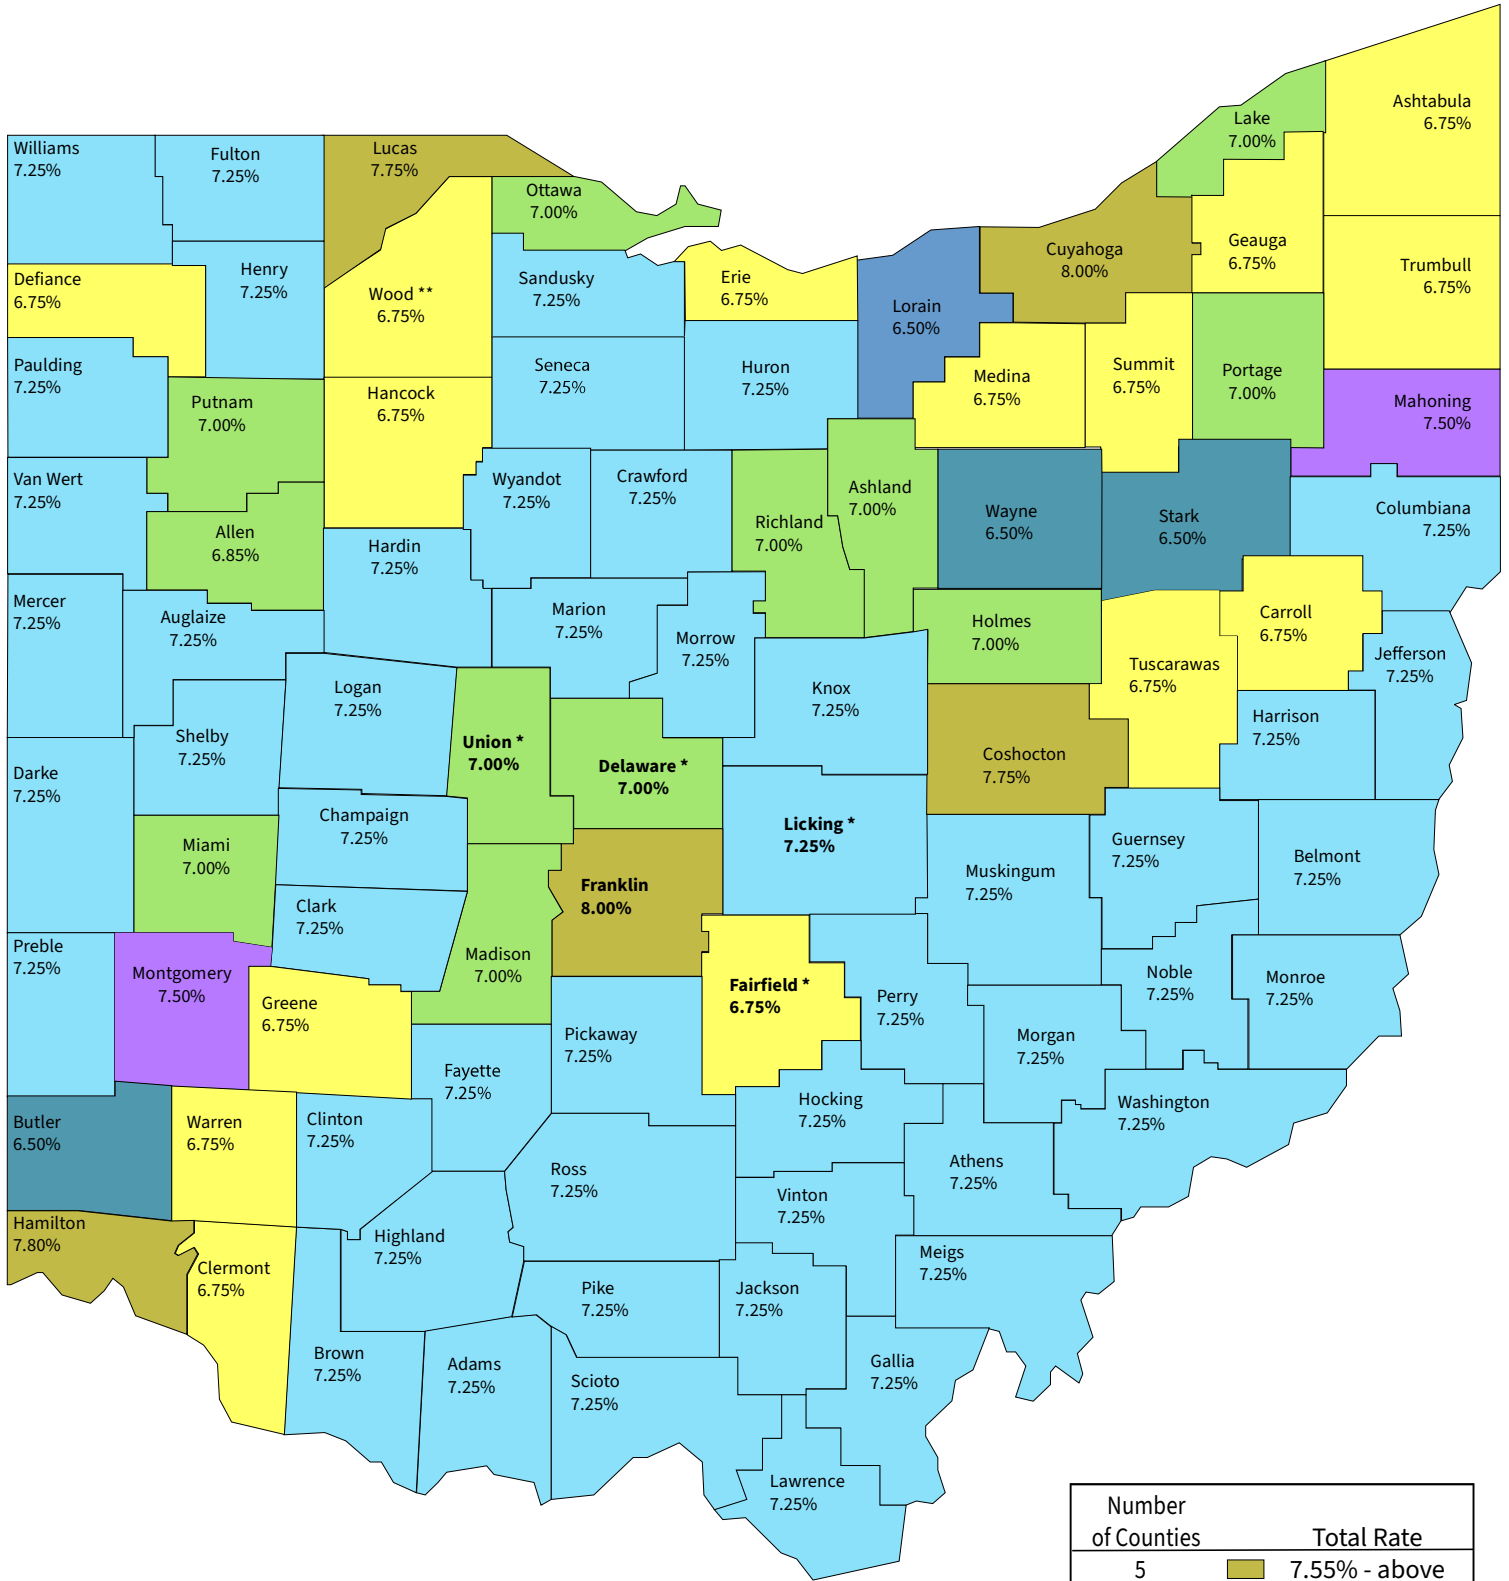 Ashtabula
6.75%
Lake
7.00%
Williams
7.25%
Fulton
7.25%
Lucas
7.75%
Ottawa
7.00%
Geauga
6.75%
Cuyahoga
8.00%
Trumbull
6.75%
Defiance
6.75%
Henry
7.25%
Wood **
6.75%
Sandusky
7.25%
Erie
6.75%
Lorain
6.50%
Paulding
7.25%
Putnam
7.00%
Hancock
6.75%
Seneca
7.25%
Huron
7.25%
Medina
6.75%
Summit
6.75%
Portage
7.00%
Mahoning
7.50%
Van Wert
7.25%
Allen
6.85%
Wyandot
7.25%
Crawford
7.25%
Richland
7.00%
Ashland
7.00%
Wayne
6.50%
Stark
6.50%
Columbiana
7.25%
Hardin
7.25%
Mercer
7.25%
Auglaize
7.25%
Marion
7.25%
Morrow
7.25%
Holmes
7.00%
Carroll
6.75%
Tuscarawas
6.75%
Jefferson
7.25%
Logan
7.25%
Knox
7.25%
Harrison
7.25%
Shelby
7.25%
Union *
7.00%
Delaware *
7.00%
Coshocton
7.75%
Darke
7.25%
Champaign
7.25%
Licking *
7.25%
Guernsey
7.25%
Belmont
7.25%
Miami
7.00%
Muskingum
7.25%
Franklin
8.00%
Clark
7.25%
Madison
7.00%
Preble
7.25%
Montgomery
7.50%
Greene
6.75%
Fairfield *
6.75%
Perry
7.25%
Noble
7.25%
Monroe
7.25%
Pickaway
7.25%
Morgan
7.25%
Fayette
7.25%
Hocking
7.25%
Washington
7.25%
Butler
6.50%
Warren
6.75%
Clinton
7.25%
Ross
7.25%
Athens
7.25%
Vinton
7.25%
Hamilton
7.80%
Highland
7.25%
Meigs
7.25%
Clermont
6.75%
Pike
7.25%
Jackson
7.25%
Brown
7.25%
Adams
7.25%
Scioto
7.25%
Gallia
7.25%
Lawrence
7.25%
Number
of Counties Total Rate
5 7.55% - above